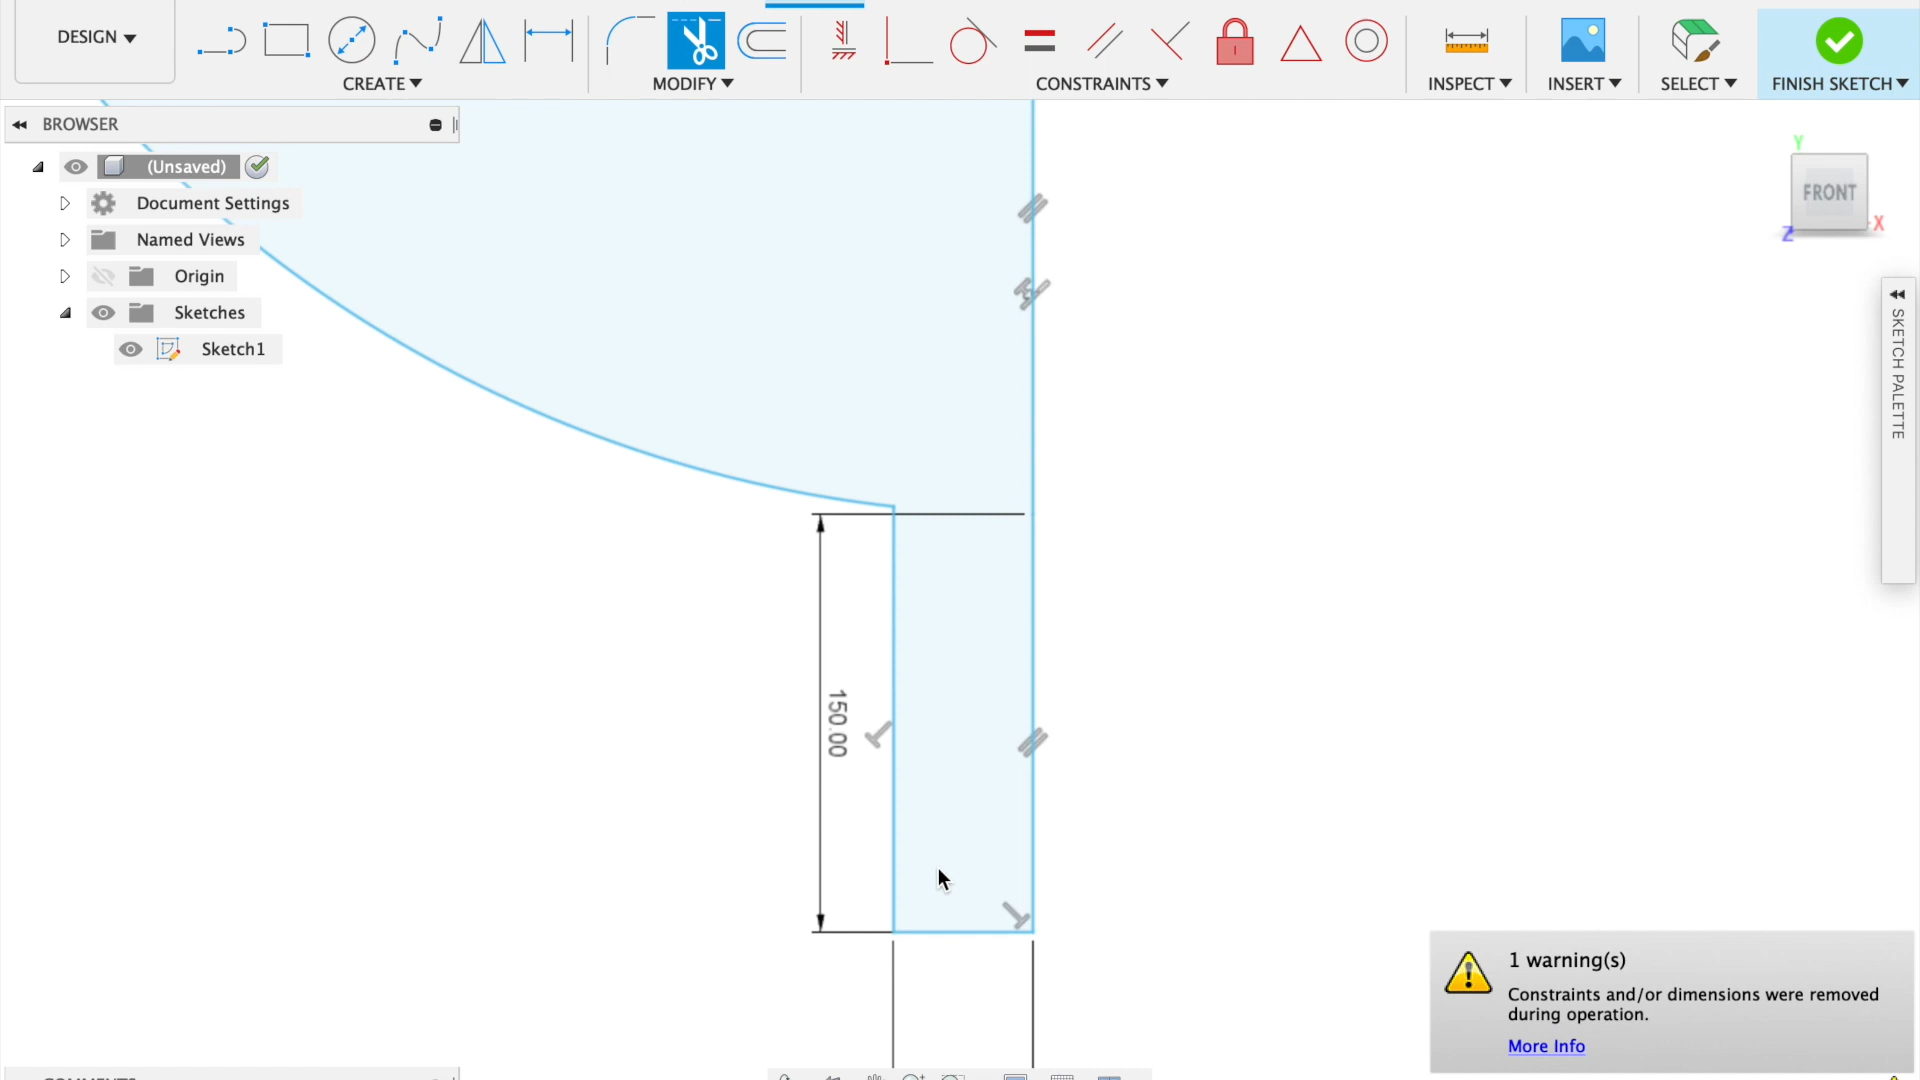 DESIGN
CREATE
MODIFY
CONSTRAINTS
INSPECT
INSERT
SELECT
FINISH SKETCH
BROWSER
(Unsaved)
Document Settings
Named Views
Origin
Sketches
Sketch1
Y
FRONT
X
Z
SKETCH PALETTE
150.00
1 warning(s)
Constraints and/or dimensions were removed
during operation.
More Info